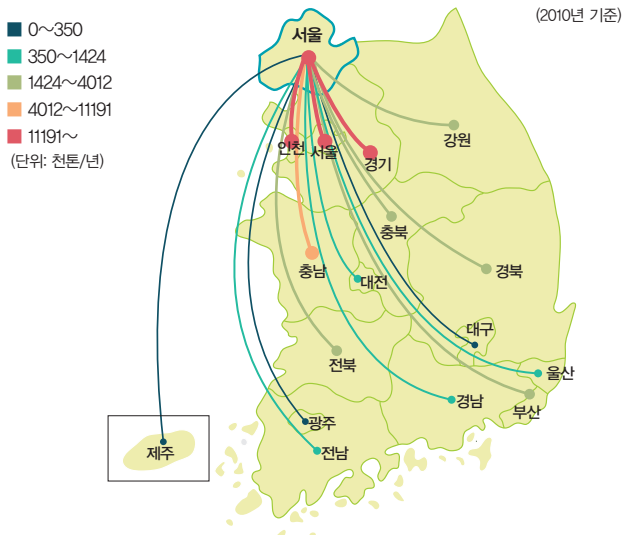 (2010년 기준)
0~350
350~1424
1424~4012
4012~11191
11191~
(단위: 천톤/년)
서울
강원
인천
서울
경기
충북
충남
대전
경북
대구
전북
울산
경남
부산
광주
전남
제주